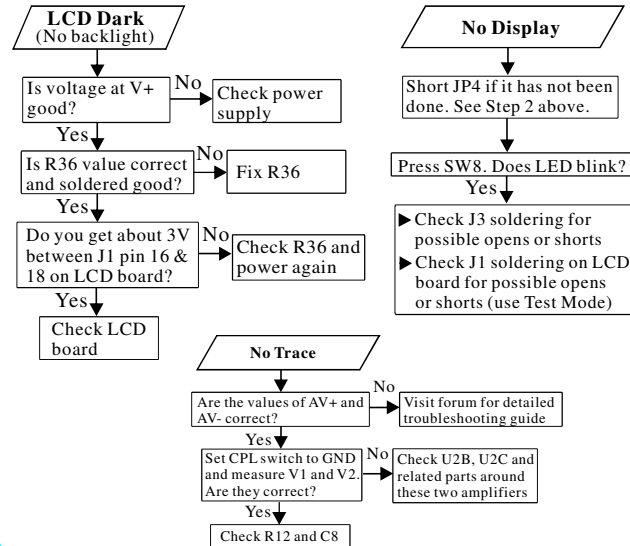 LCD Dark
(No backlight)
Is voltage at V+
good?
No
Check power
supply
Yes
Is R36 value correct
and soldered good?
No
Fix R36
Yes
Do you get about 3V
between J1 pin 16 &
18 on LCD board?
No
Check R36 and
power again
Yes
Check LCD
board
No Display
Short JP4 if it has not been
done. See Step 2 above.
Press SW8. Does LED blink?
Yes
Check J3 soldering for
possible opens or shorts
Check J1 soldering on LCD
board for possible opens
or shorts (use Test Mode)
No Trace
Are the values of AV+ and
AV- correct?
No
Visit forum for detailed
troubleshooting guide
Yes
Set CPL switch to GND
and measure V1 and V2.
Are they correct?
No
Check U2B, U2C and
related parts around
these two amplifiers
Yes
Check R12 and C8